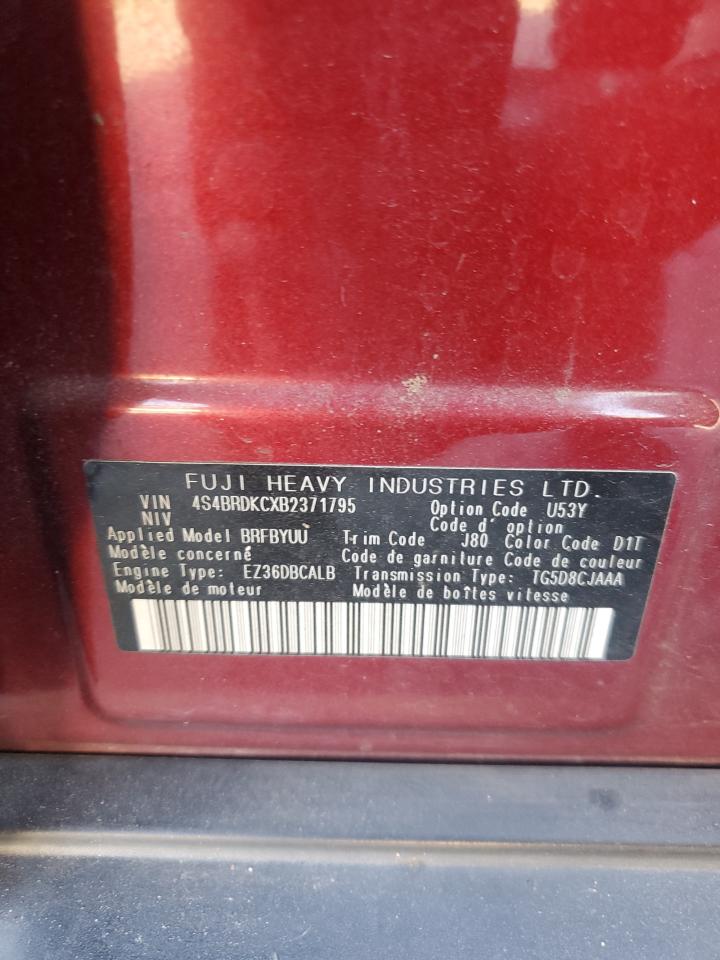 FUJI HEAVY INDUSTRIES LTD.
VIN 4S4BRDKCXB2371795 Option Code U53Y
NIV Code d' option
Applied Model BRFBYUU Trim Code J80 Color Code D1T
Modèle concerné Code de garniture Code de couleur
Engine Type: EZ36DBCALB Transmission Type: TG5D8CJAAA
Modèle de moteur Modèle de boîtes vitesse